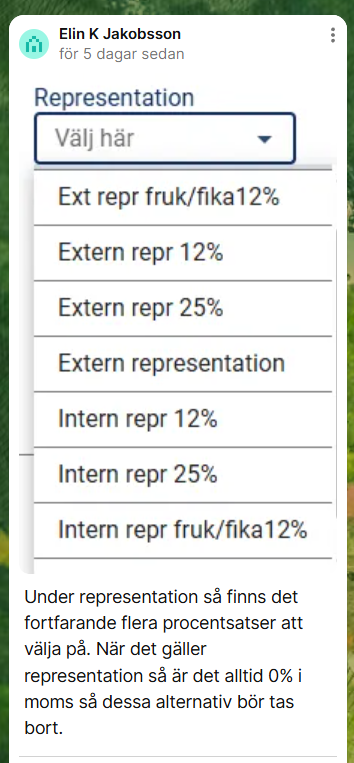 Elin K Jakobsson
för 5 dagar sedan
Representation
Välj här
Ext repr fruk/fika12%
Extern repr 12%
Extern repr 25%
Extern representation
Intern repr 12%
Intern repr 25%
Intern repr fruk/fika12%
Under representation så finns det
fortfarande flera procentsatser att
välja på. När det gäller
representation så är det alltid 0% i
moms så dessa alternativ bör tas
bort.